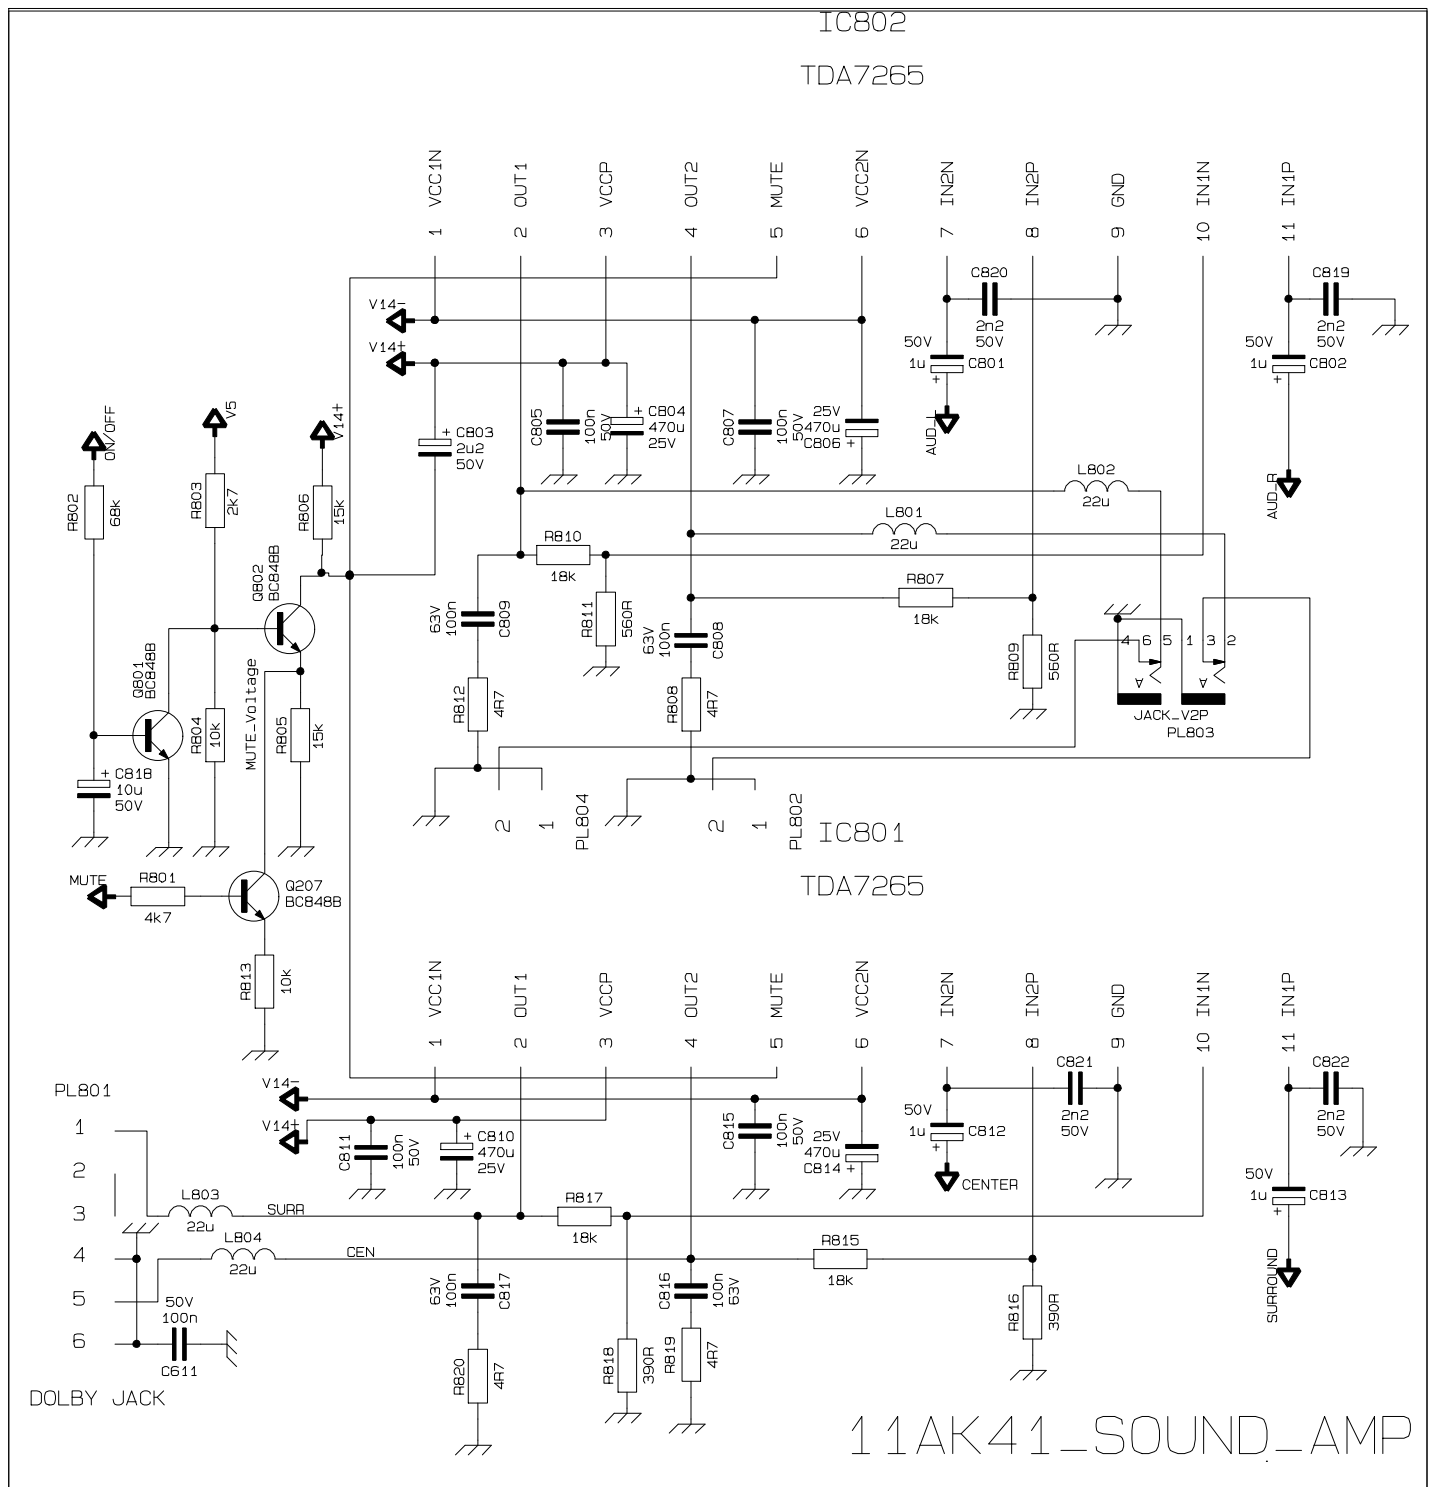 IC802
TDA7265
1 VCC1N
2 OUT1
3 VCCP
4 OUT2
5 MUTE
6 VCC2N
7 IN2N
8 IN2P
9 GND
10 IN1N
11 IN1P
C820
2n2
50V
C819
2n2
50V
V14-
V14+
50V
1u
+
C801
AUD_L
50V
1u
+
C802
AUD_R
+
C803
2u2
50V
C805
100n
50V
+
C804
470u
25V
C807
100n
50V
25V
470u
C806
+
ON/OFF
V5
V14+
R802
68k
R803
2k7
R806
15k
L802
22u
L801
22u
R810
18k
R807
18k
Q802
BC848B
63V
100n
C809
R811
560R
63V
100n
C808
R809
560R
4 6 5 1 3 2
JACK_V2P
PL803
Q801
BC848B
MUTE_Voltage
R804
10k
R805
15k
R812
4R7
R808
4R7
+
C818
10u
50V
2
1
PL804
2
1
PL802
IC801
TDA7265
MUTE
R801
4k7
Q207
BC848B
R813
10k
1 VCC1N
2 OUT1
3 VCCP
4 OUT2
5 MUTE
6 VCC2N
7 IN2N
8 IN2P
9 GND
10 IN1N
11 IN1P
V14-
V14+
C821
2n2
50V
C822
2n2
50V
C811
100n
50V
+
C810
470u
25V
C815
100n
50V
25V
470u
C814
+
50V
1u
+
C812
CENTER
50V
1u
+
C813
SURROUND
PL801
1
2
3
4
5
6
L803
22u
SURR
L804
22u
CEN
R817
18k
R815
18k
63V
100n
C817
C816
100n
63V
R816
390R
50V
100n
C611
R820
4R7
R818
390R
R819
4R7
DOLBY JACK
11AK41_SOUND_AMP